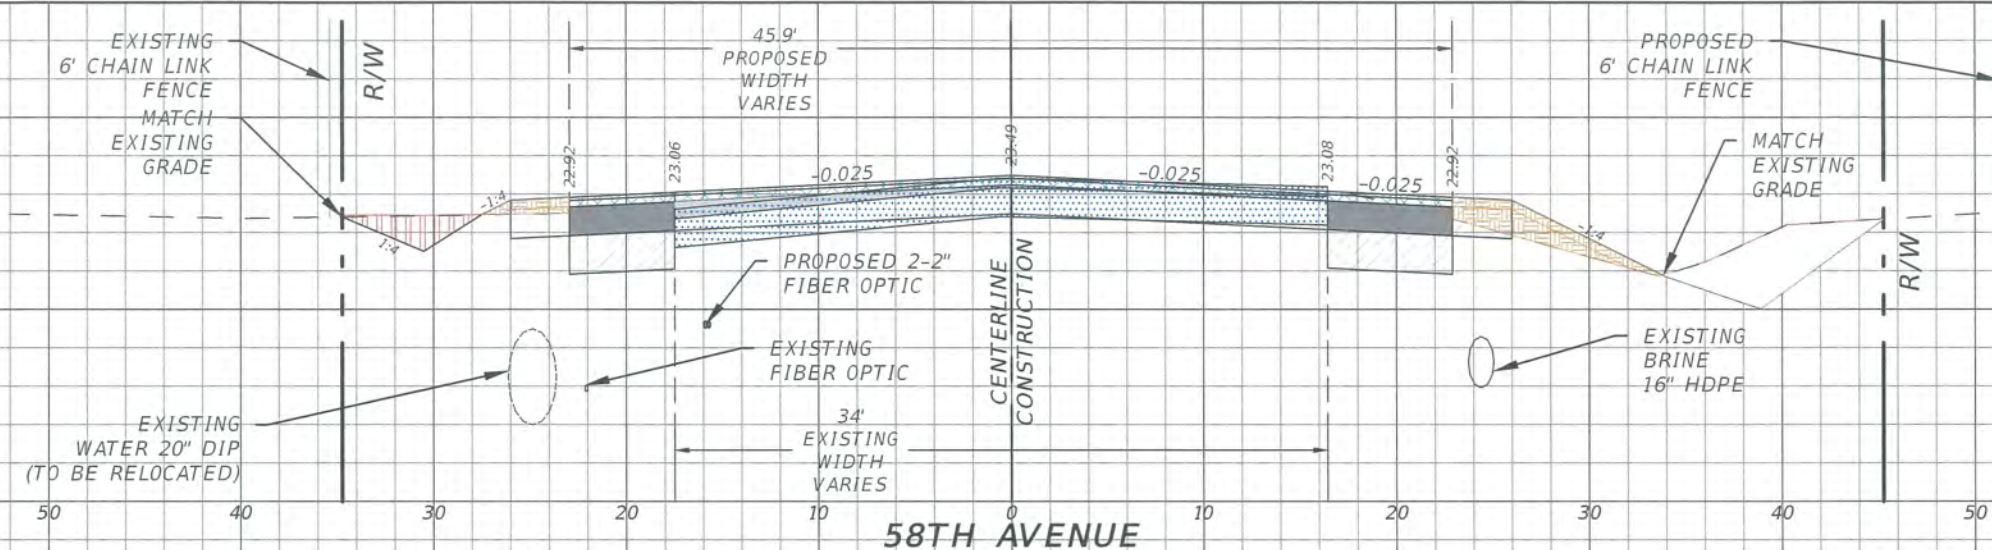 EXISTING
6' CHAIN LINK
FENCE
MATCH
EXISTING
GRADE
R/W
45.9'
PROPOSED
WIDTH
VARIES
PROPOSED
6' CHAIN LINK
FENCE
MATCH
EXISTING
GRADE
R/W
22.92
23.06
-0.025
23.49
-0.025
23.08
-0.025
22.92
1:4
-1:4
-1:4
PROPOSED 2-2"
FIBER OPTIC
EXISTING
FIBER OPTIC
CENTERLINE
CONSTRUCTION
EXISTING
BRINE
16" HDPE
EXISTING
WATER 20" DIP
(TO BE RELOCATED)
34'
EXISTING
WIDTH
VARIES
50 40 30 20 10 0 10 20 30 40 50
58TH AVENUE